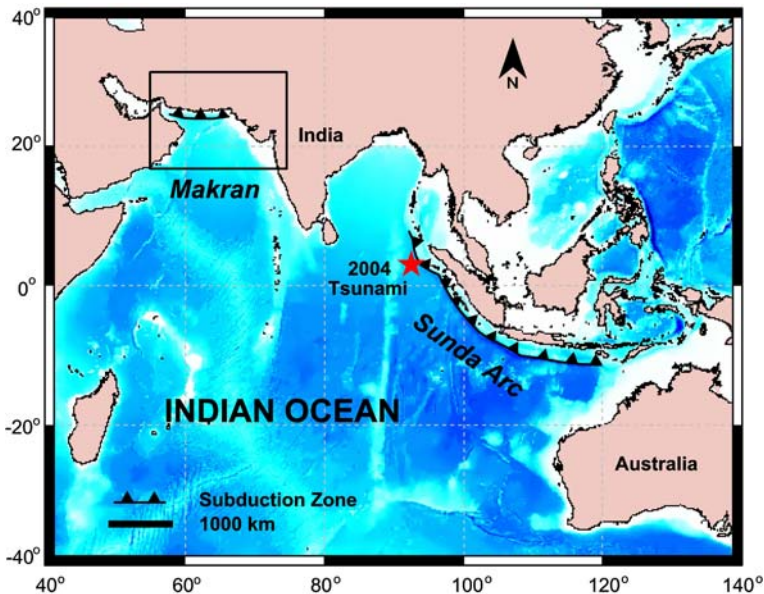 40°
20°
0°
-20°
-40°
N
India
Makran
2004
Tsunami
Sunda Arc
INDIAN OCEAN
Australia
Subduction Zone
1000 km
40°
60°
80°
100°
120°
140°